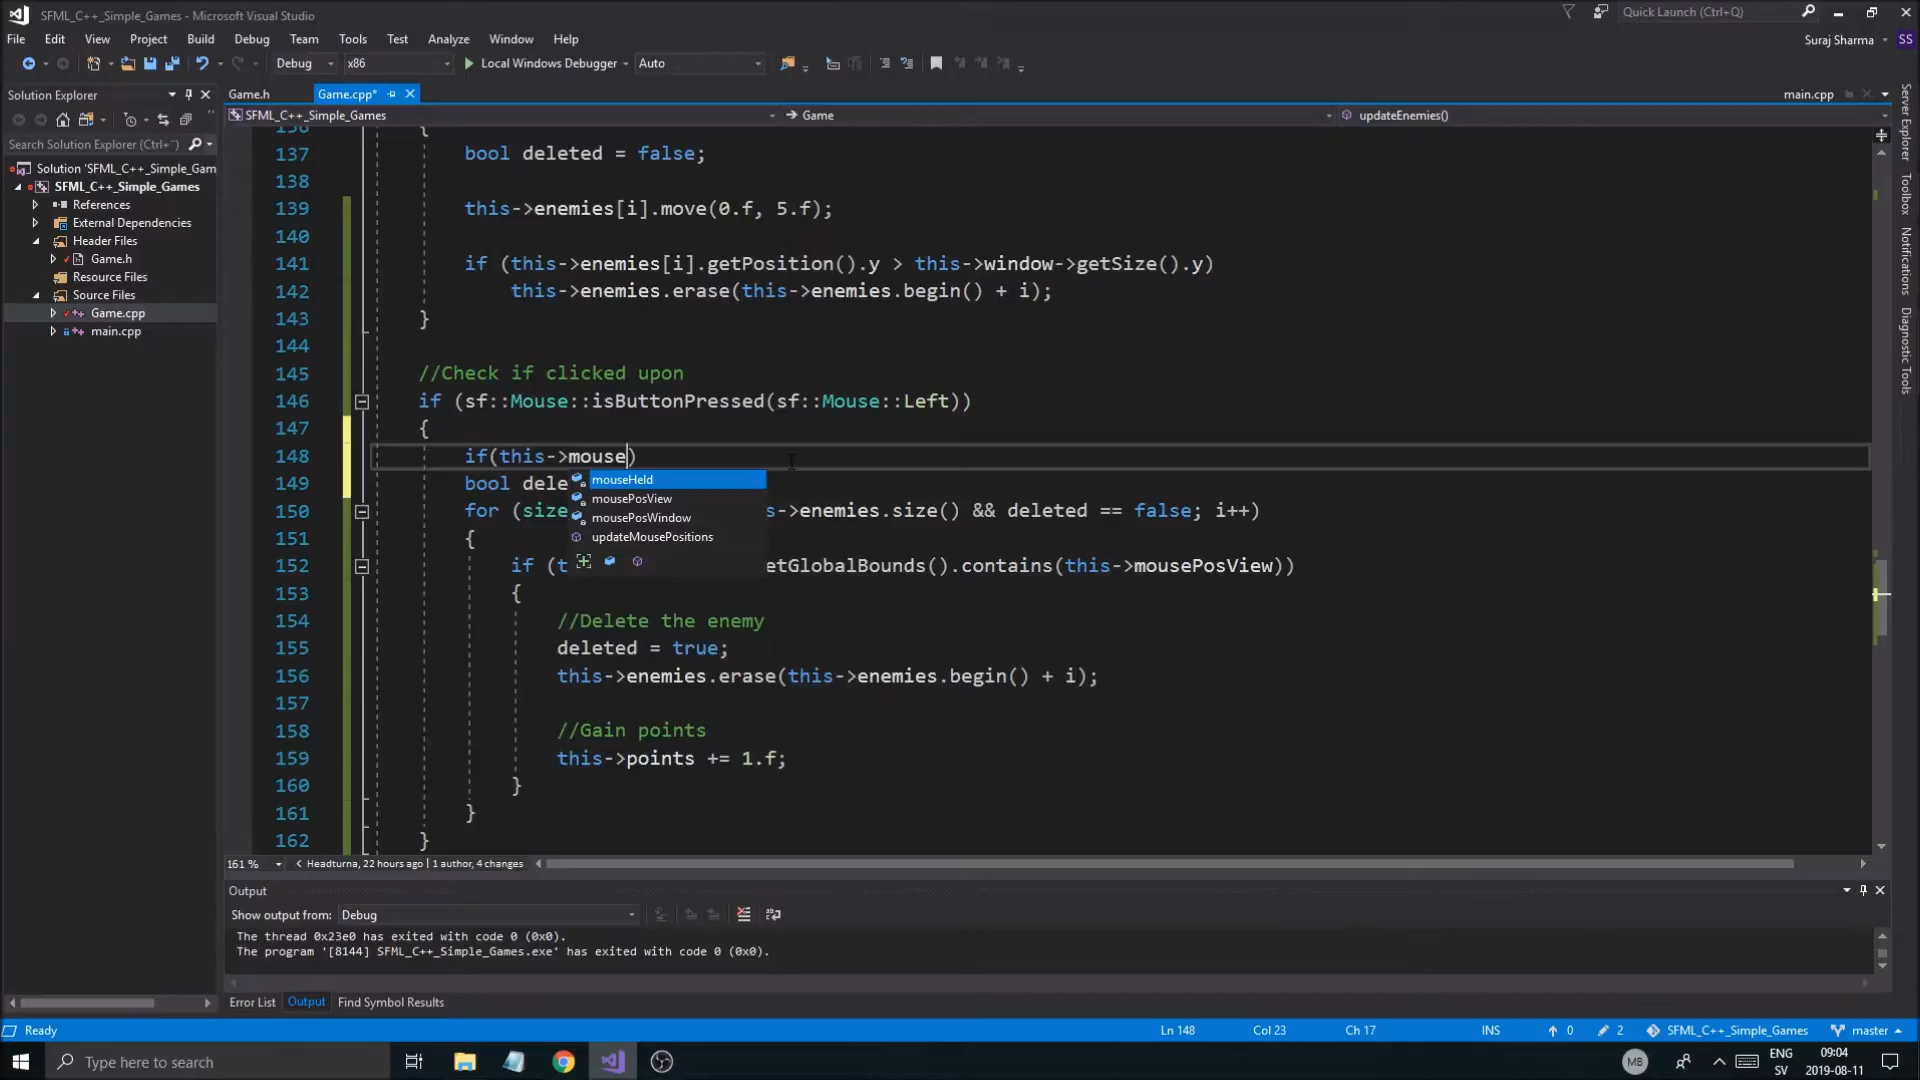 SFML_C++_Simple_Games - Microsoft Visual Studio
Quick Launch (Ctrl+Q)
File Edit View Project Build Debug Team Tools Test Analyze Window Help
Suraj Sharma SS
Debug x86 Local Windows Debugger Auto
Solution Explorer
Search Solution Explorer (Ctrl+
Solution 'SFML_C++_Simple_Gam
SFML_C++_Simple_Games
References
External Dependencies
Header Files
Game.h
Resource Files
Source Files
Game.cpp
main.cpp
Game.h Game.cpp* main.cpp
SFML_C++_Simple_Games Game updateEnemies()
136 {
137 bool deleted = false;
138
139 this->enemies[i].move(0.f, 5.f);
140
141 if (this->enemies[i].getPosition().y > this->window->getSize().y)
142 this->enemies.erase(this->enemies.begin() + i);
143 }
144
145 //Check if clicked upon
146 if (sf::Mouse::isButtonPressed(sf::Mouse::Left))
147 {
148 if(this->mouse)
149 bool dele
150 for (size s->enemies.size() && deleted == false; i++)
151 {
152 if (t etGlobalBounds().contains(this->mousePosView))
153 {
154 //Delete the enemy
155 deleted = true;
156 this->enemies.erase(this->enemies.begin() + i);
157
158 //Gain points
159 this->points += 1.f;
160 }
161 }
162 }
mouseHeld
mousePosView
mousePosWindow
updateMousePositions
161 % Headturna, 22 hours ago | 1 author, 4 changes
Server Explorer
Toolbox
Notifications
Diagnostic Tools
Output
Show output from: Debug
The thread 0x23e0 has exited with code 0 (0x0).
The program '[8144] SFML_C++_Simple_Games.exe' has exited with code 0 (0x0).
Error List Output Find Symbol Results
Ready Ln 148 Col 23 Ch 17 INS 0 2 SFML_C++_Simple_Games master
Type here to search
MB
ENG
SV
09:04
2019-08-11